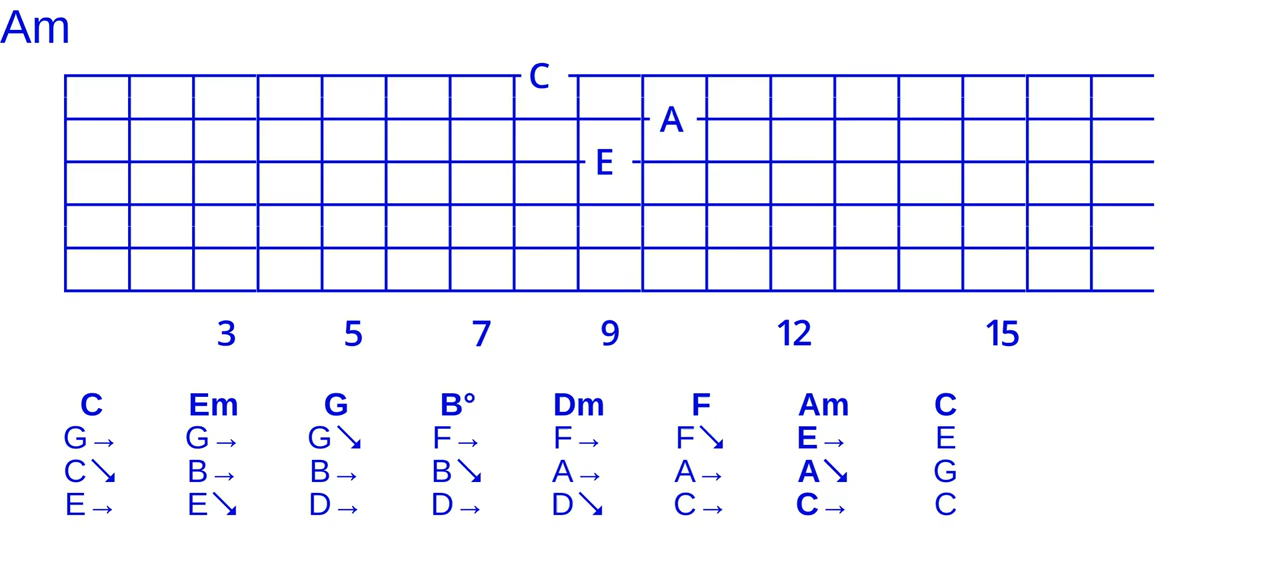 Am
C
A
E
3 5 7 9 12 15
C Em G B° Dm F Am C
G→ G→ G↘ F→ F→ F↘ E→ E
C↘ B→ B→ B↘ A→ A→ A↘ G
E→ E↘ D→ D→ D↘ C→ C→ C